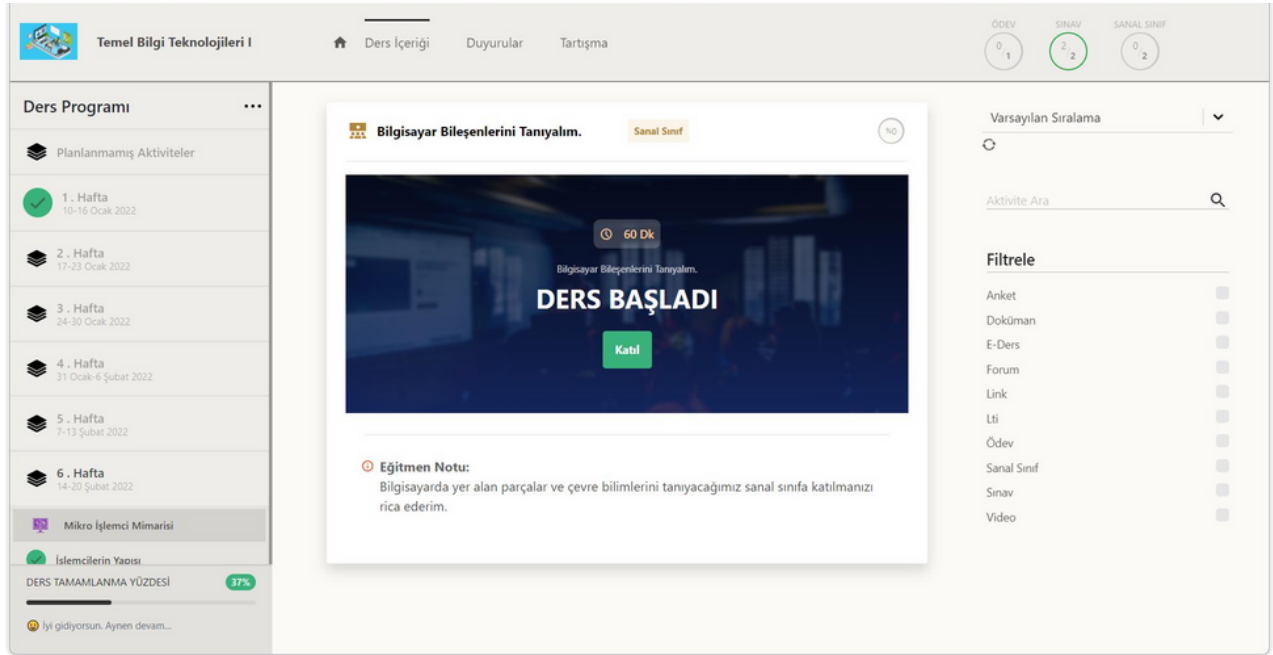 Temel Bilgi Teknolojileri I
Ders İçeriği
Duyurular
Tartışma
ÖDEV
0
1
SINAV
2
2
SANAL SINIF
0
2
Ders Programı
Planlanmamış Aktiviteler
1 . Hafta
10-16 Ocak 2022
2 . Hafta
17-23 Ocak 2022
3 . Hafta
24-30 Ocak 2022
4 . Hafta
31 Ocak-6 Şubat 2022
5 . Hafta
7-13 Şubat 2022
6 . Hafta
14-20 Şubat 2022
Mikro İşlemci Mimarisi
İşlemcilerin Yapısı
DERS TAMAMLANMA YÜZDESİ
37%
İyi gidiyorsun. Aynen devam...
Bilgisayar Bileşenlerini Tanıyalım.
Sanal Sınıf
%0
60 Dk
Bilgisayar Bileşenlerini Tanıyalım.
DERS BAŞLADI
Katıl
Eğitmen Notu:
Bilgisayarda yer alan parçalar ve çevre bilimlerini tanıyacağımız sanal sınıfa katılmanızı
rica ederim.
Varsayılan Sıralama
Aktivite Ara
Filtrele
Anket
Doküman
E-Ders
Forum
Link
Lti
Ödev
Sanal Sınıf
Sınav
Video